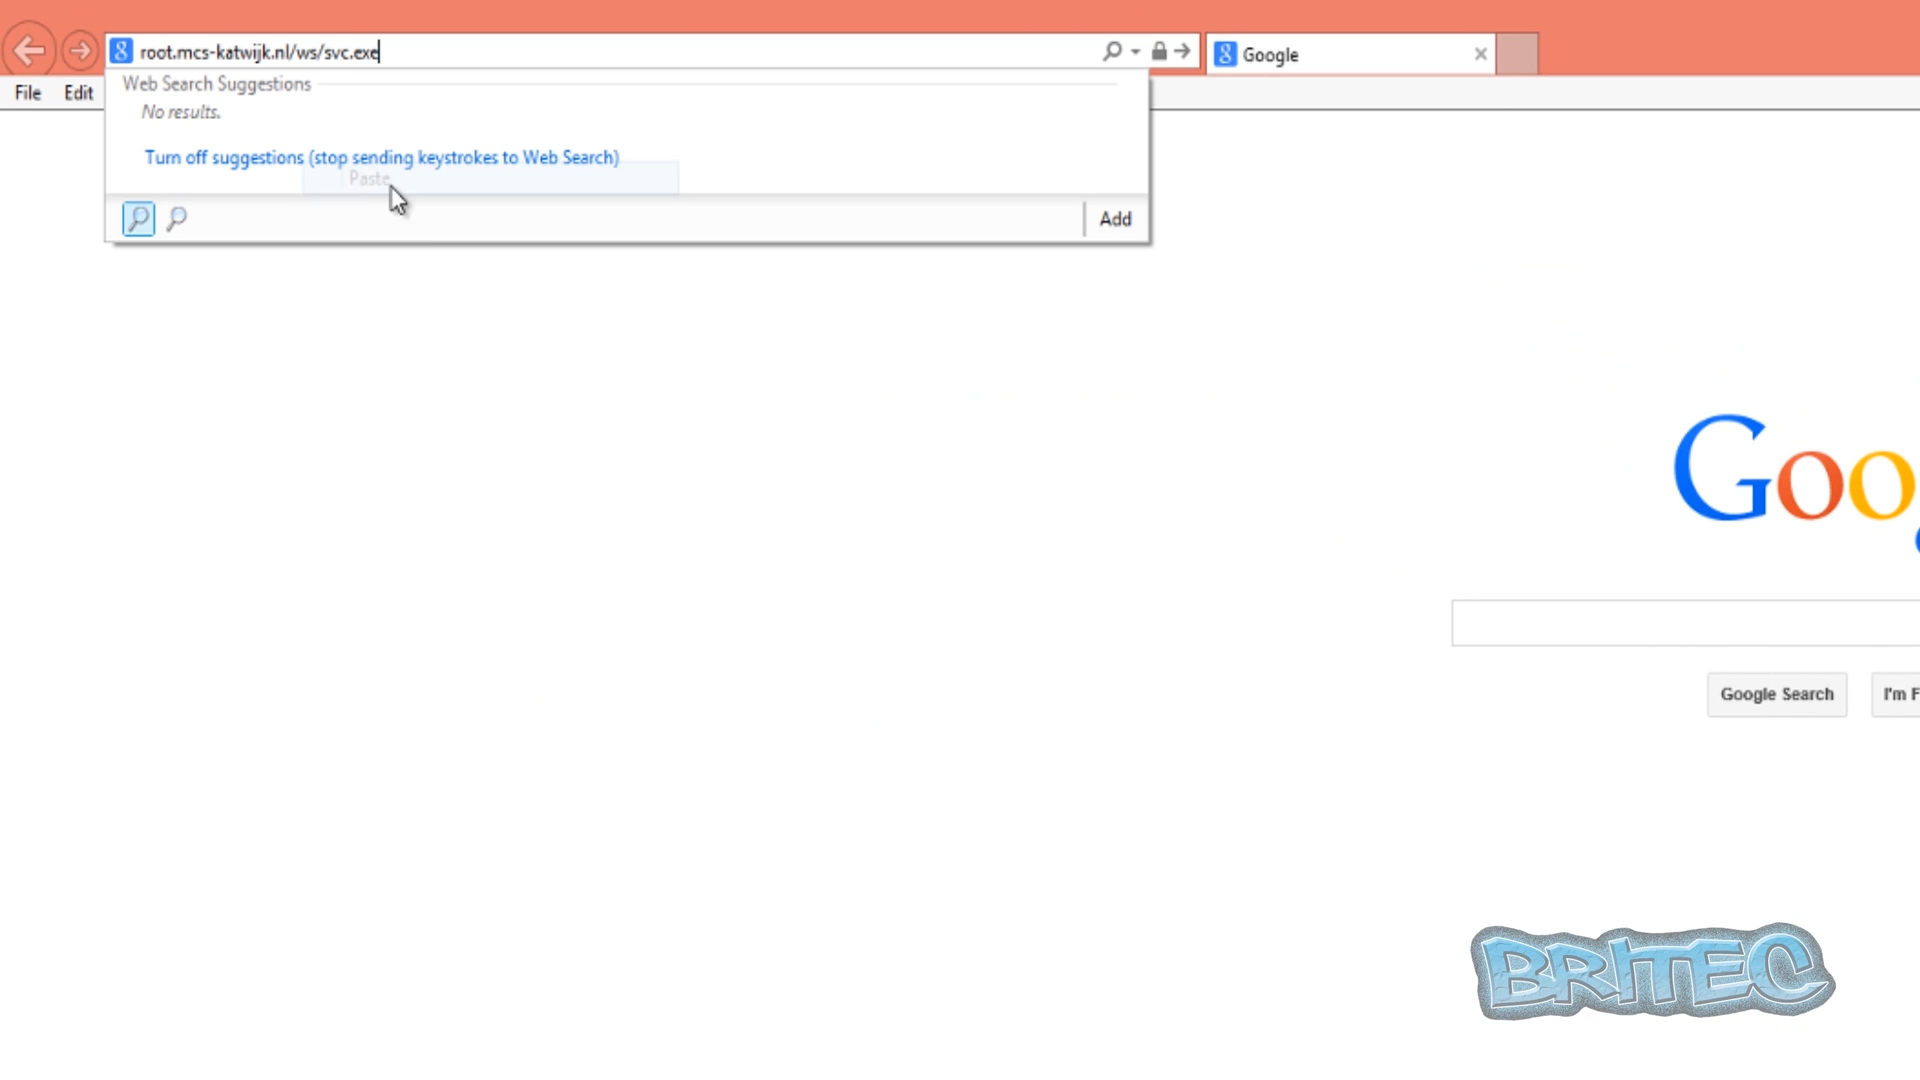 root.mcs-katwijk.nl/ws/svc.exe
Google
File Edit
Web Search Suggestions
No results.
Turn off suggestions (stop sending keystrokes to Web Search)
Paste
Add
Goo
Google Search
I'm F
BRITEC